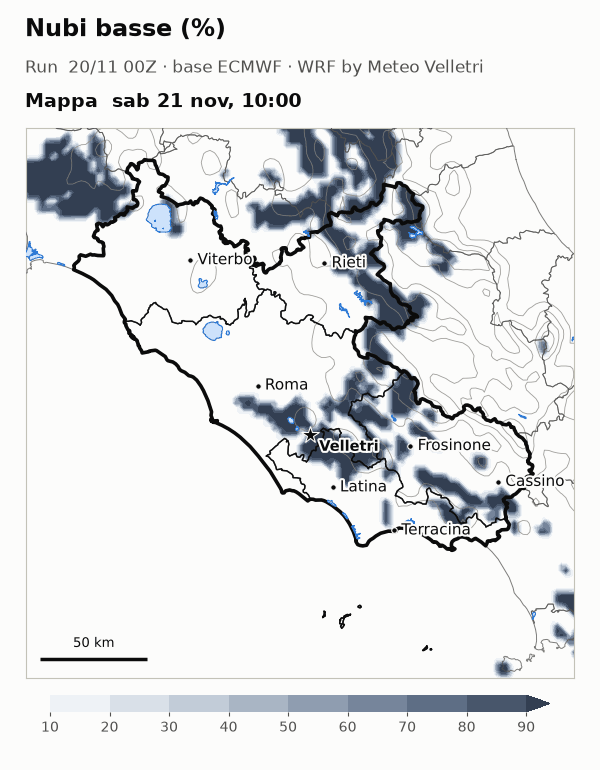 Nubi basse (%)
Run  20/11 00Z · base ECMWF · WRF by Meteo Velletri
Mappa  sab 21 nov, 10:00
Viterbo
Rieti
Roma
Velletri
Frosinone
Latina
Cassino
Terracina
50 km
10 20 30 40 50 60 70 80 90